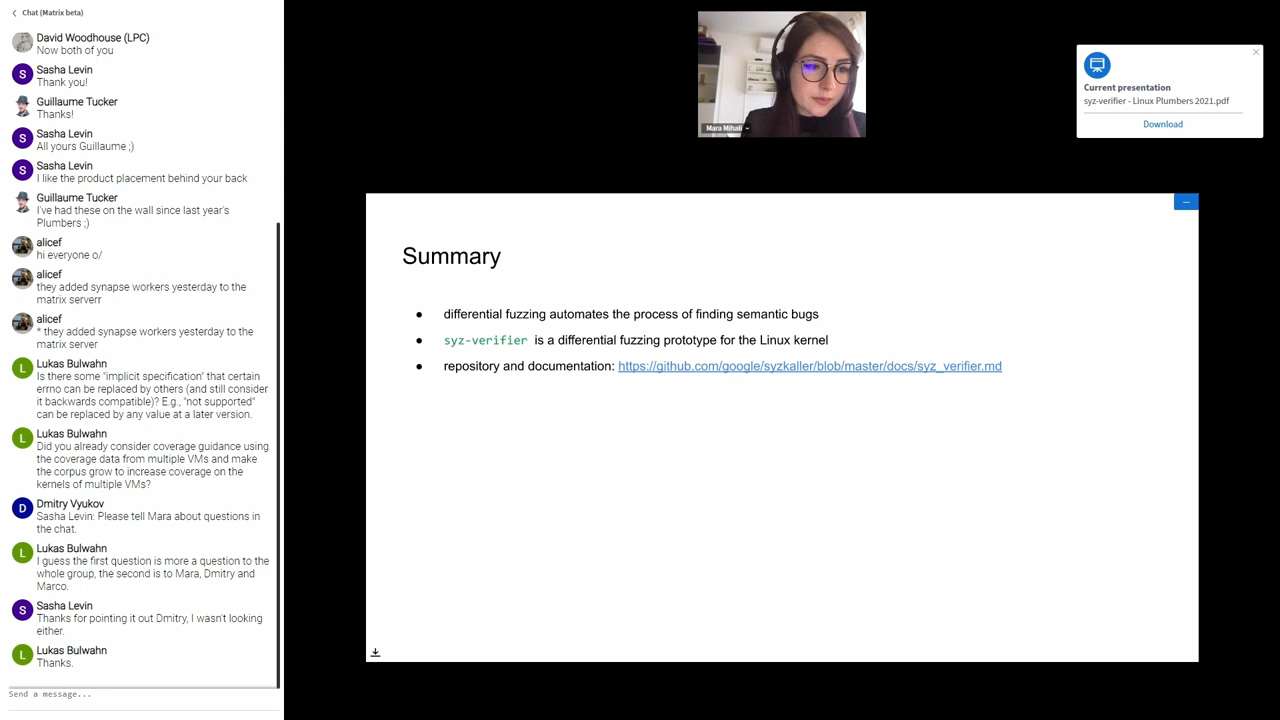 Chat (Matrix beta)
David Woodhouse (LPC)
Now both of you
S
Sasha Levin
Thank you!
Guillaume Tucker
Thanks!
S
Sasha Levin
All yours Guillaume ;)
S
Sasha Levin
I like the product placement behind your back
Guillaume Tucker
I've had these on the wall since last year's
Plumbers ;)
alicef
hi everyone o/
alicef
they added synapse workers yesterday to the
matrix serverr
alicef
* they added synapse workers yesterday to the
matrix server
L
Lukas Bulwahn
Is there some "implicit specification" that certain
errno can be replaced by others (and still consider
it backwards compatible)? E.g., "not supported"
can be replaced by any value at a later version.
L
Lukas Bulwahn
Did you already consider coverage guidance using
the coverage data from multiple VMs and make
the corpus grow to increase coverage on the
kernels of multiple VMs?
D
Dmitry Vyukov
Sasha Levin: Please tell Mara about questions in
the chat.
L
Lukas Bulwahn
I guess the first question is more a question to the
whole group, the second is to Mara, Dmitry and
Marco.
S
Sasha Levin
Thanks for pointing it out Dmitry, I wasn't looking
either.
L
Lukas Bulwahn
Thanks.
Send a message...
Mara Mihali
Current presentation
syz-verifier - Linux Plumbers 2021.pdf
Download
Summary
● differential fuzzing automates the process of finding semantic bugs
● syz-verifier is a differential fuzzing prototype for the Linux kernel
● repository and documentation: https://github.com/google/syzkaller/blob/master/docs/syz_verifier.md